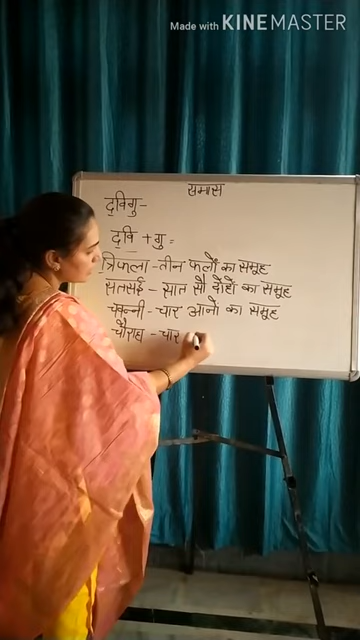 Made with KINEMASTER
समास
द्विगु-
द्वि + गु =
त्रिफला - तीन फलों का समूह
सतसई - सात सौ दोहों का समूह
चवन्नी - चार आनों का समूह
चौराहा - चार